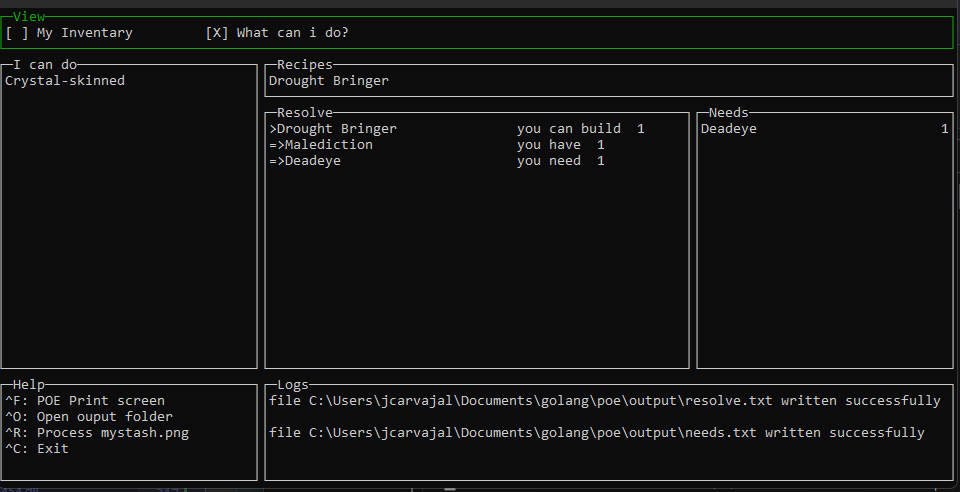 View
[ ] My Inventory [X] What can i do?
I can do
Crystal-skinned
Recipes
Drought Bringer
Resolve
>Drought Bringer you can build 1
=>Malediction you have 1
=>Deadeye you need 1
Needs
Deadeye 1
Help
^F: POE Print screen
^O: Open ouput folder
^R: Process mystash.png
^C: Exit
Logs
file C:\Users\jcarvajal\Documents\golang\poe\output\resolve.txt written successfully
file C:\Users\jcarvajal\Documents\golang\poe\output\needs.txt written successfully